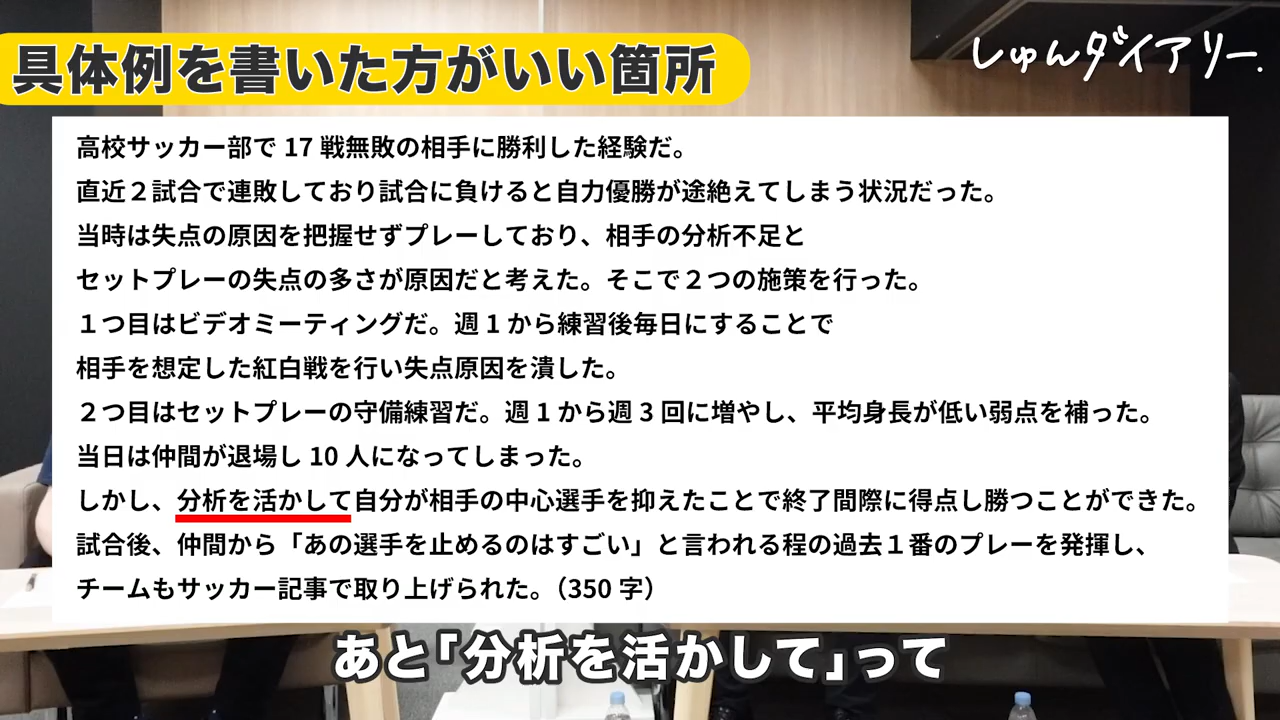 具体例を書いた方がいい箇所
しゅんダイアリー.
高校サッカー部で 17 戦無敗の相手に勝利した経験だ。
直近２試合で連敗しており試合に負けると自力優勝が途絶えてしまう状況だった。
当時は失点の原因を把握せずプレーしており、相手の分析不足と
セットプレーの失点の多さが原因だと考えた。そこで２つの施策を行った。
１つ目はビデオミーティングだ。週 1 から練習後毎日にすることで
相手を想定した紅白戦を行い失点原因を潰した。
２つ目はセットプレーの守備練習だ。週 1 から週 3 回に増やし、平均身長が低い弱点を補った。
当日は仲間が退場し 10 人になってしまった。
しかし、分析を活かして自分が相手の中心選手を抑えたことで終了間際に得点し勝つことができた。
試合後、仲間から「あの選手を止めるのはすごい」と言われる程の過去１番のプレーを発揮し、
チームもサッカー記事で取り上げられた。（350 字）
あと「分析を活かして」って